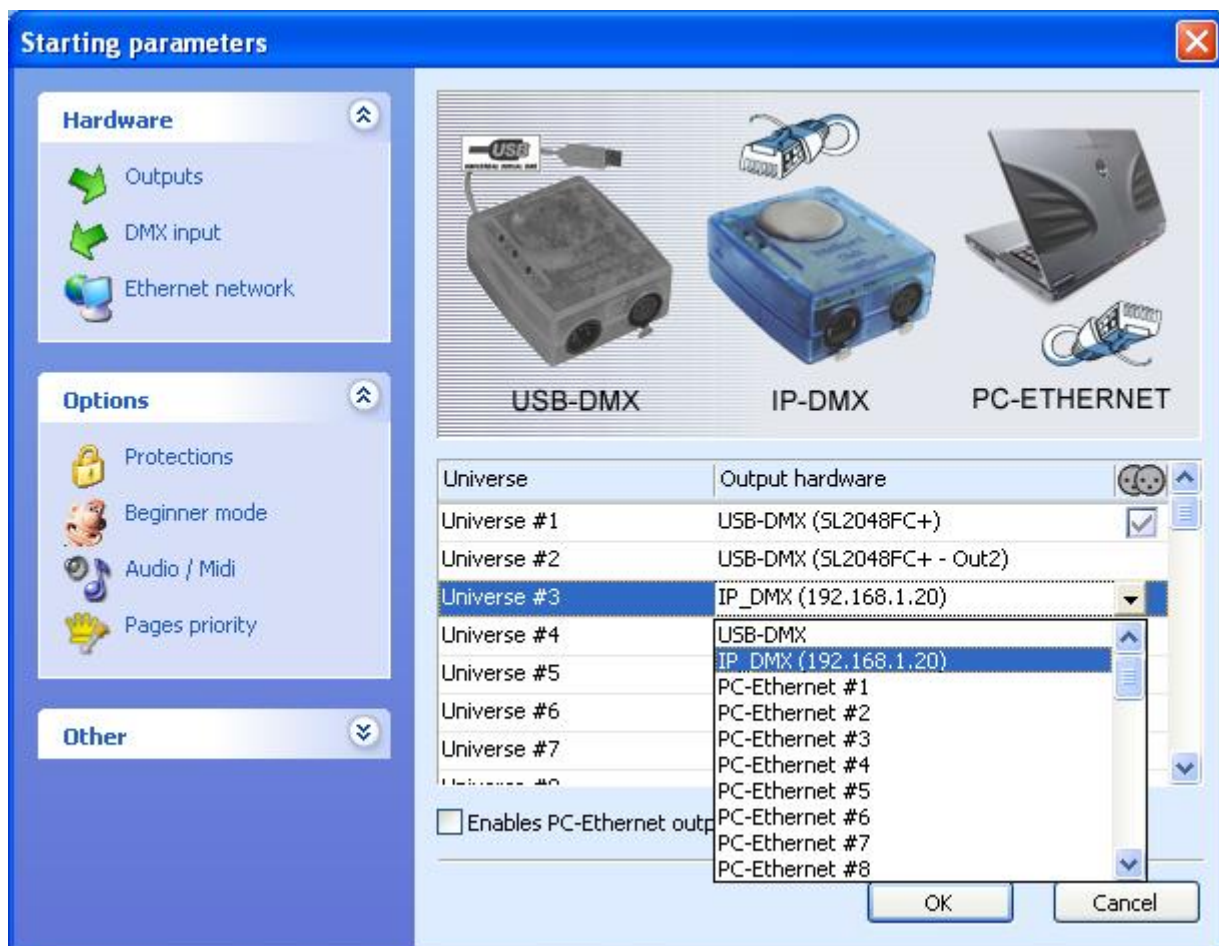 Starting parameters
Hardware
Outputs
DMX input
Ethernet network
Options
Protections
Beginner mode
Audio / Midi
Pages priority
Other
USB
USB-DMX
IP-DMX
PC-ETHERNET
Universe Output hardware
Universe #1 USB-DMX (SL2048FC+)
Universe #2 USB-DMX (SL2048FC+ - Out2)
Universe #3 IP_DMX (192.168.1.20)
Universe #4
Universe #5
Universe #6
Universe #7
USB-DMX
IP_DMX (192.168.1.20)
PC-Ethernet #1
PC-Ethernet #2
PC-Ethernet #3
PC-Ethernet #4
PC-Ethernet #5
PC-Ethernet #6
PC-Ethernet #7
PC-Ethernet #8
Enables PC-Ethernet outp
OK Cancel